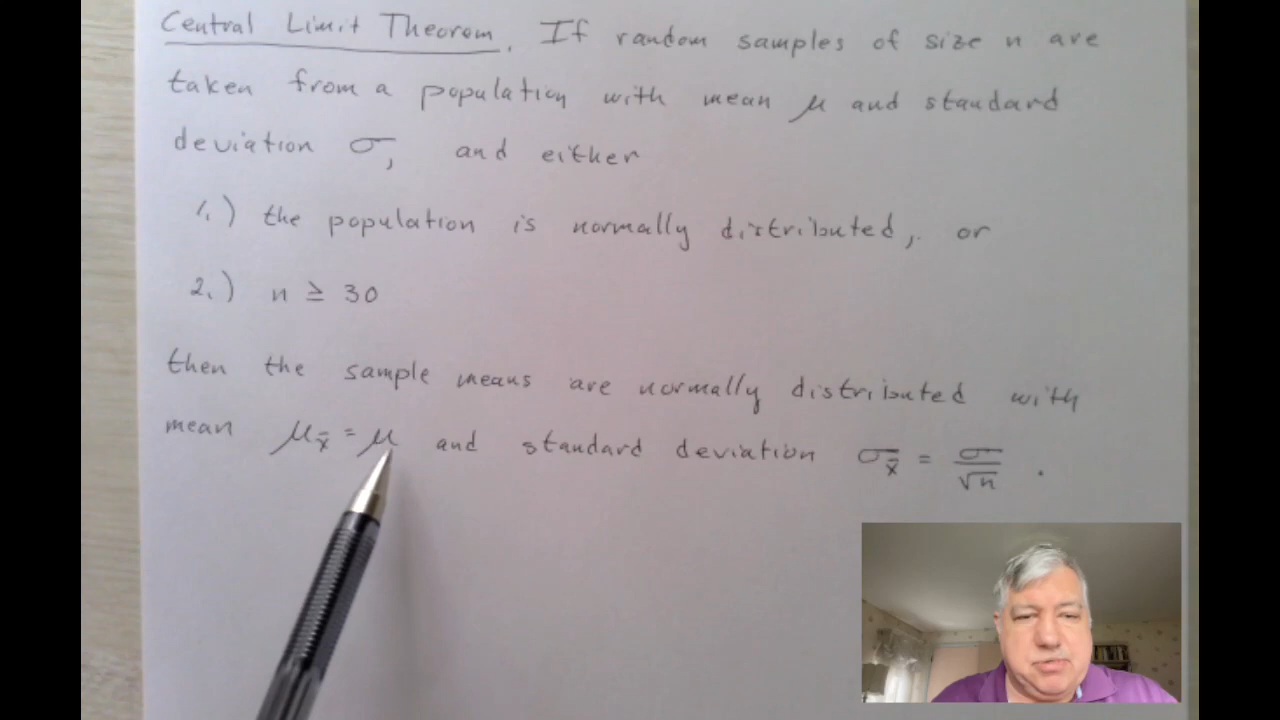 Central Limit Theorem. If random samples of size n are
taken from a population with mean μ and standard
deviation σ, and either
1.) the population is normally distributed, or
2.) n ≥ 30
then the sample means are normally distributed with
mean μx̄ = μ and standard deviation σx̄ = σ/√n .